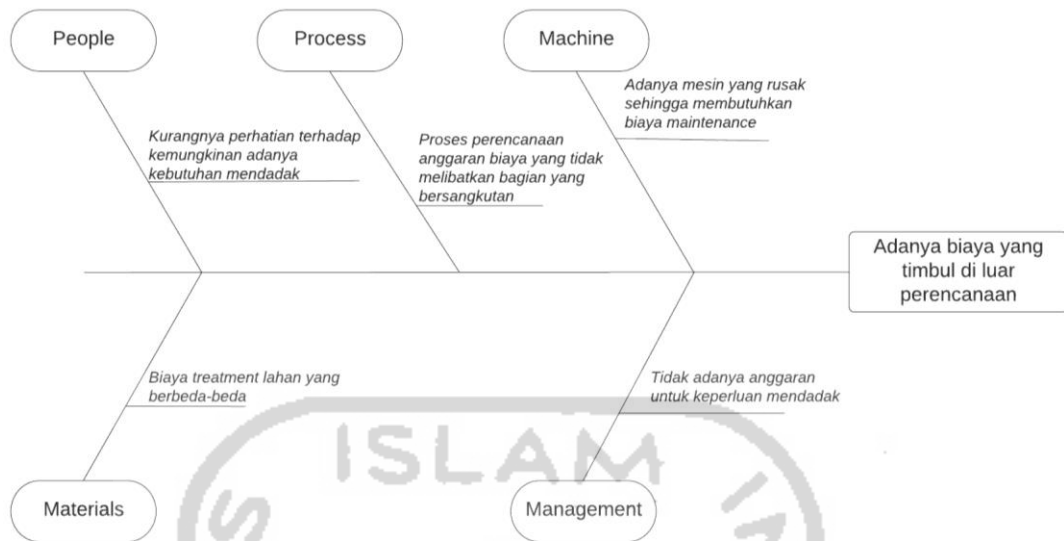 People
Process
Machine
Kurangnya perhatian terhadap
kemungkinan adanya
kebutuhan mendadak
Proses perencanaan
anggaran biaya yang tidak
melibatkan bagian yang
bersangkutan
Adanya mesin yang rusak
sehingga membutuhkan
biaya maintenance
Adanya biaya yang
timbul di luar
perencanaan
Biaya treatment lahan yang
berbeda-beda
Tidak adanya anggaran
untuk keperluan mendadak
Materials
Management
ISLAM